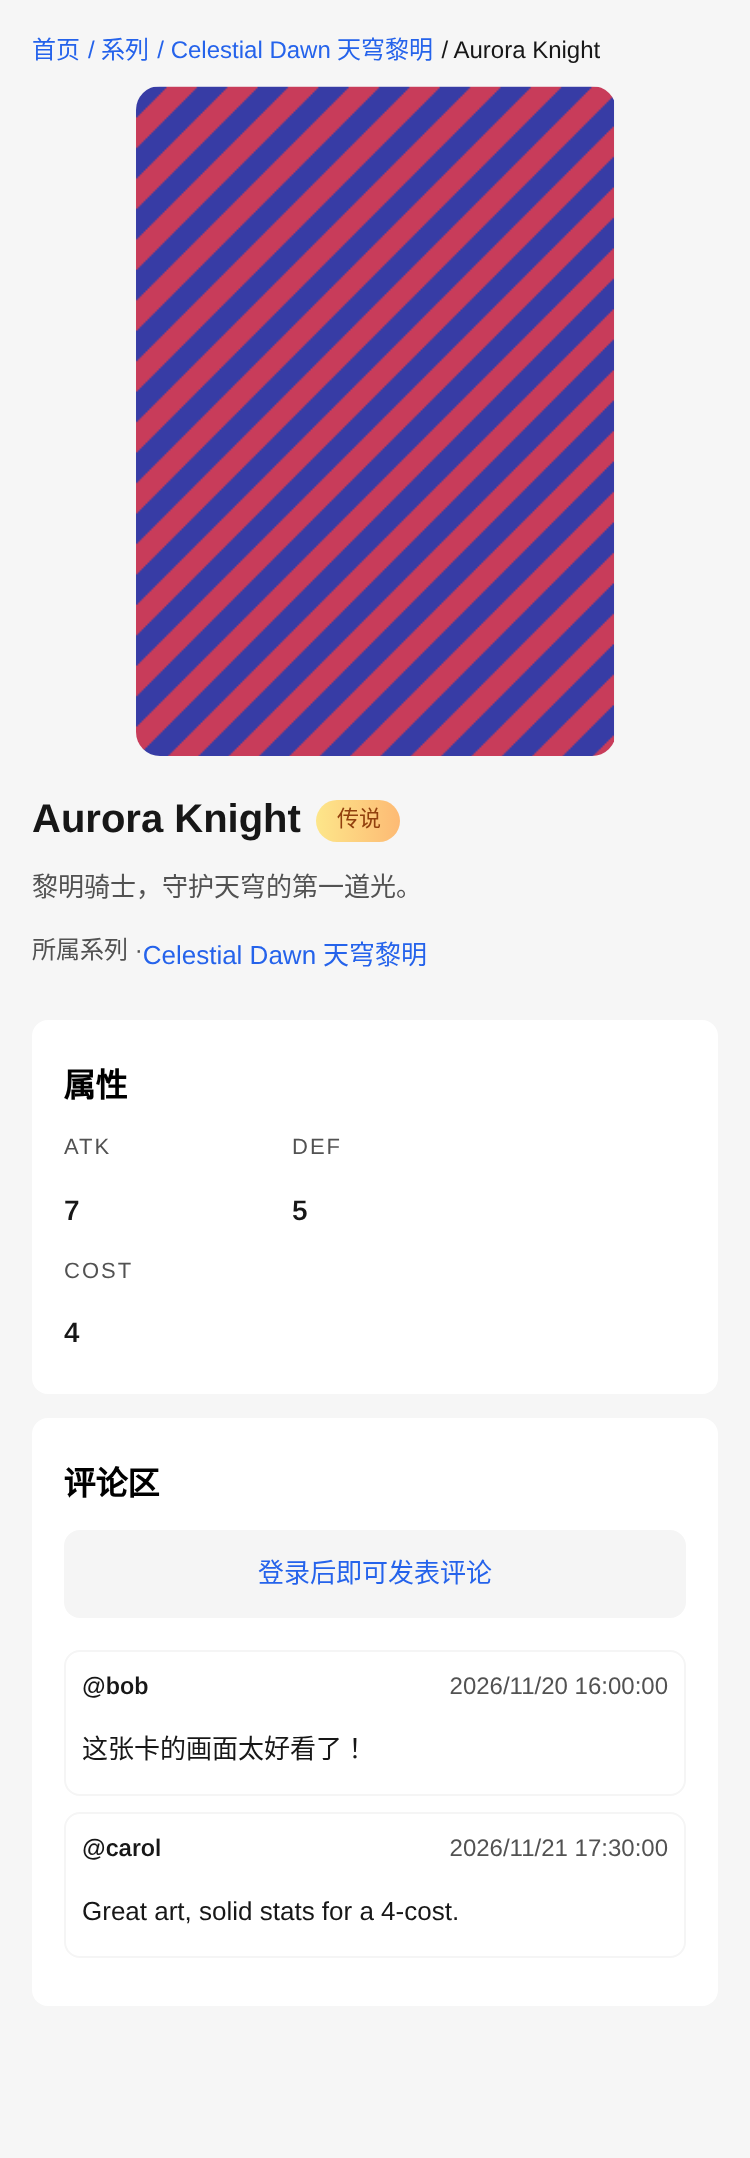 首页 / 系列 / Celestial Dawn 天穹黎明 / Aurora Knight
Aurora Knight 传说
黎明骑士，守护天穹的第一道光。
所属系列 ·Celestial Dawn 天穹黎明
属性
ATK DEF
7 5
COST
4
评论区
登录后即可发表评论
@bob 2026/11/20 16:00:00
这张卡的画面太好看了！
@carol 2026/11/21 17:30:00
Great art, solid stats for a 4-cost.